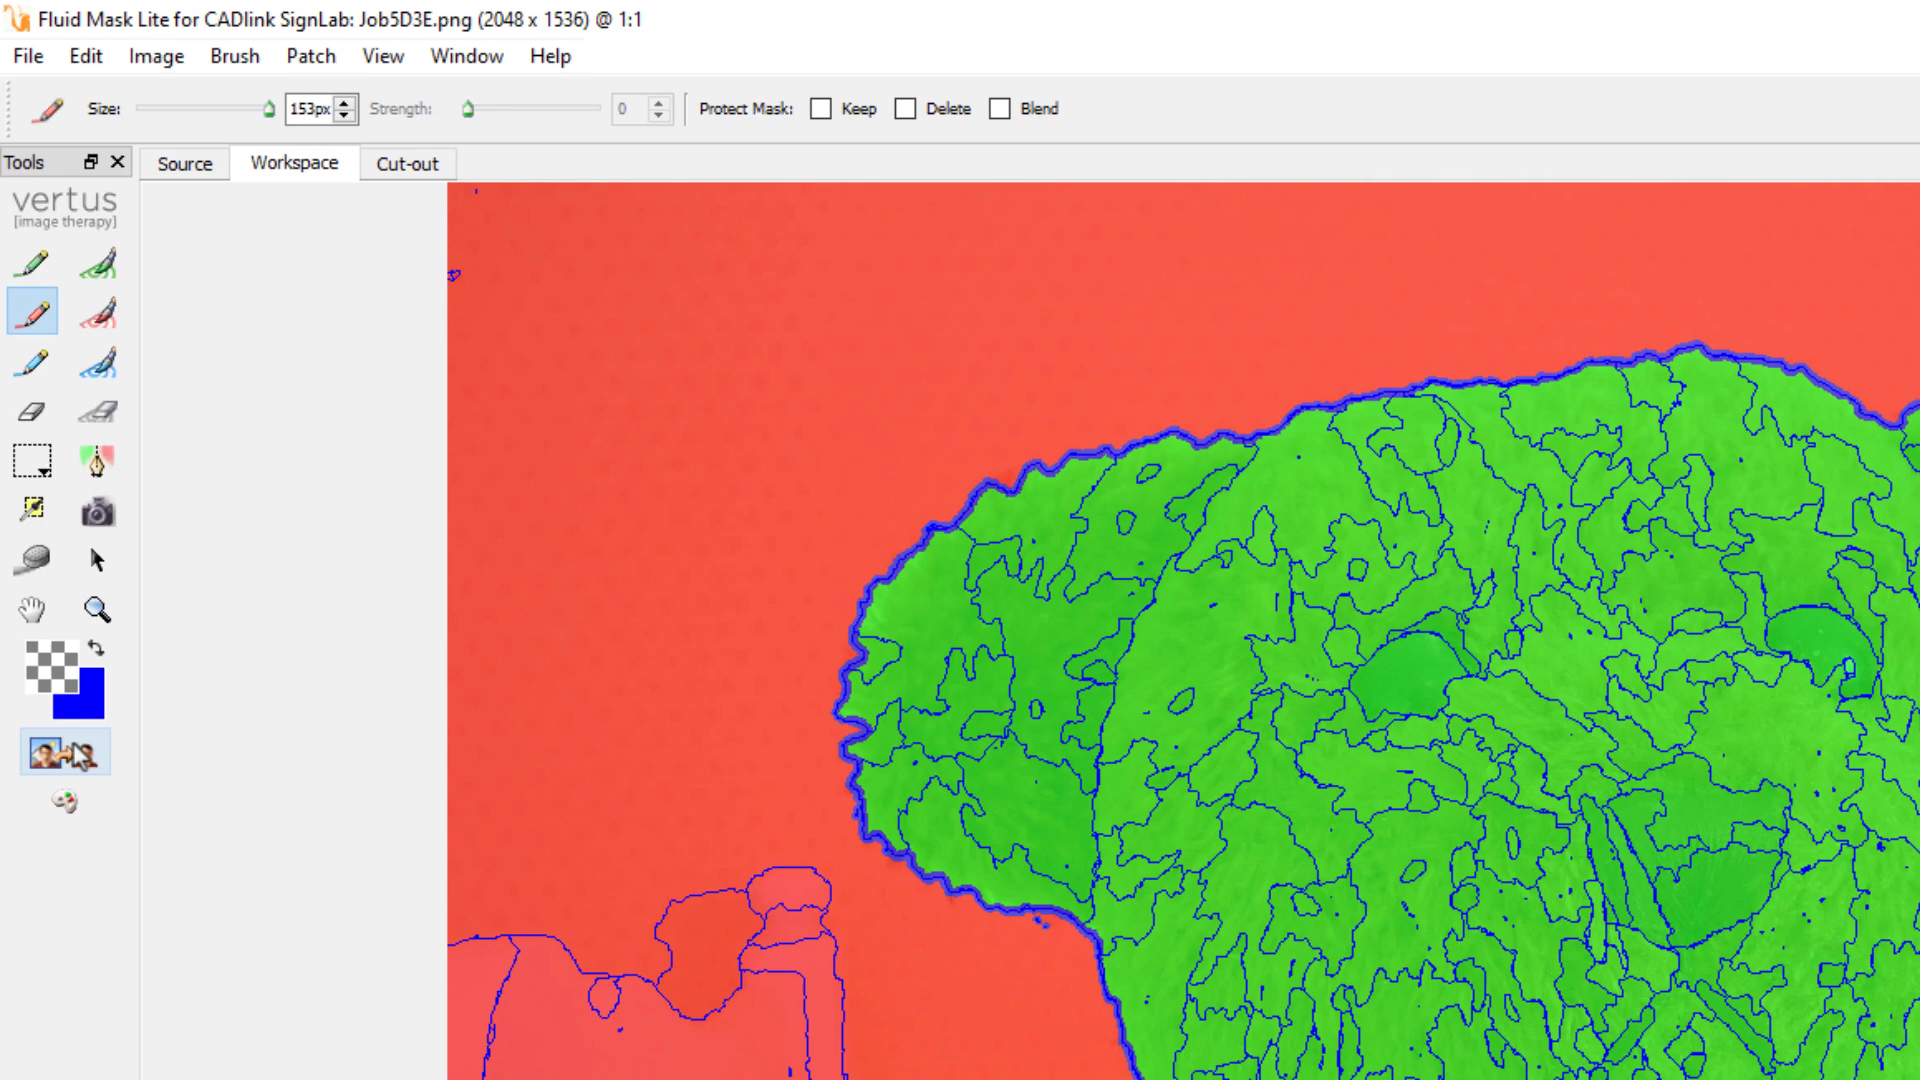 Fluid Mask Lite for CADlink SignLab: Job5D3E.png (2048 x 1536) @ 1:1
File Edit Image Brush Patch View Window Help
Size: 153px Strength: 0 Protect Mask: Keep Delete Blend
Tools Source Workspace Cut-out
vertus
[image therapy]